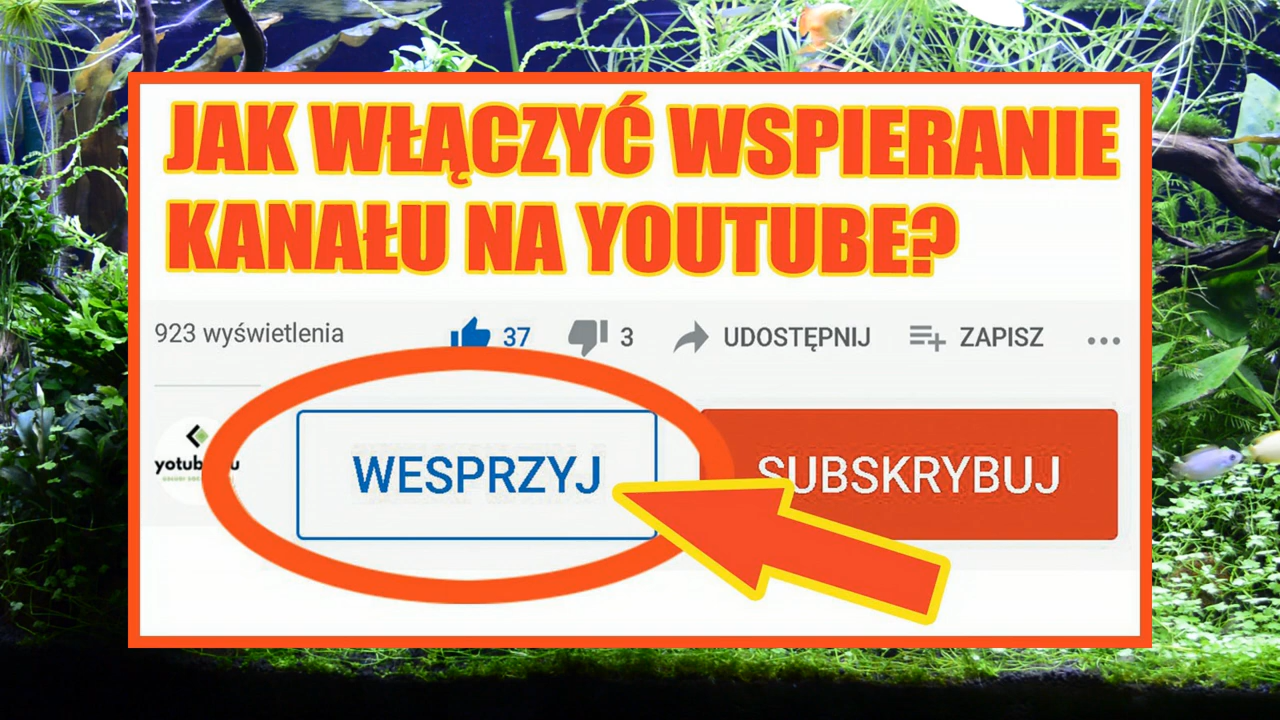 JAK WŁĄCZYĆ WSPIERANIE
KANAŁU NA YOUTUBE?
923 wyświetlenia 37 3 UDOSTĘPNIJ ZAPISZ
WESPRZYJ SUBSKRYBUJ